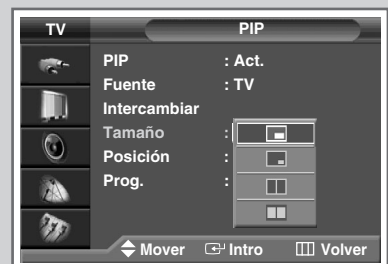 TV PIP
PIP : Act.
Fuente : TV
Intercambiar
Tamaño :
Posición :
Prog. :
Mover Intro Volver